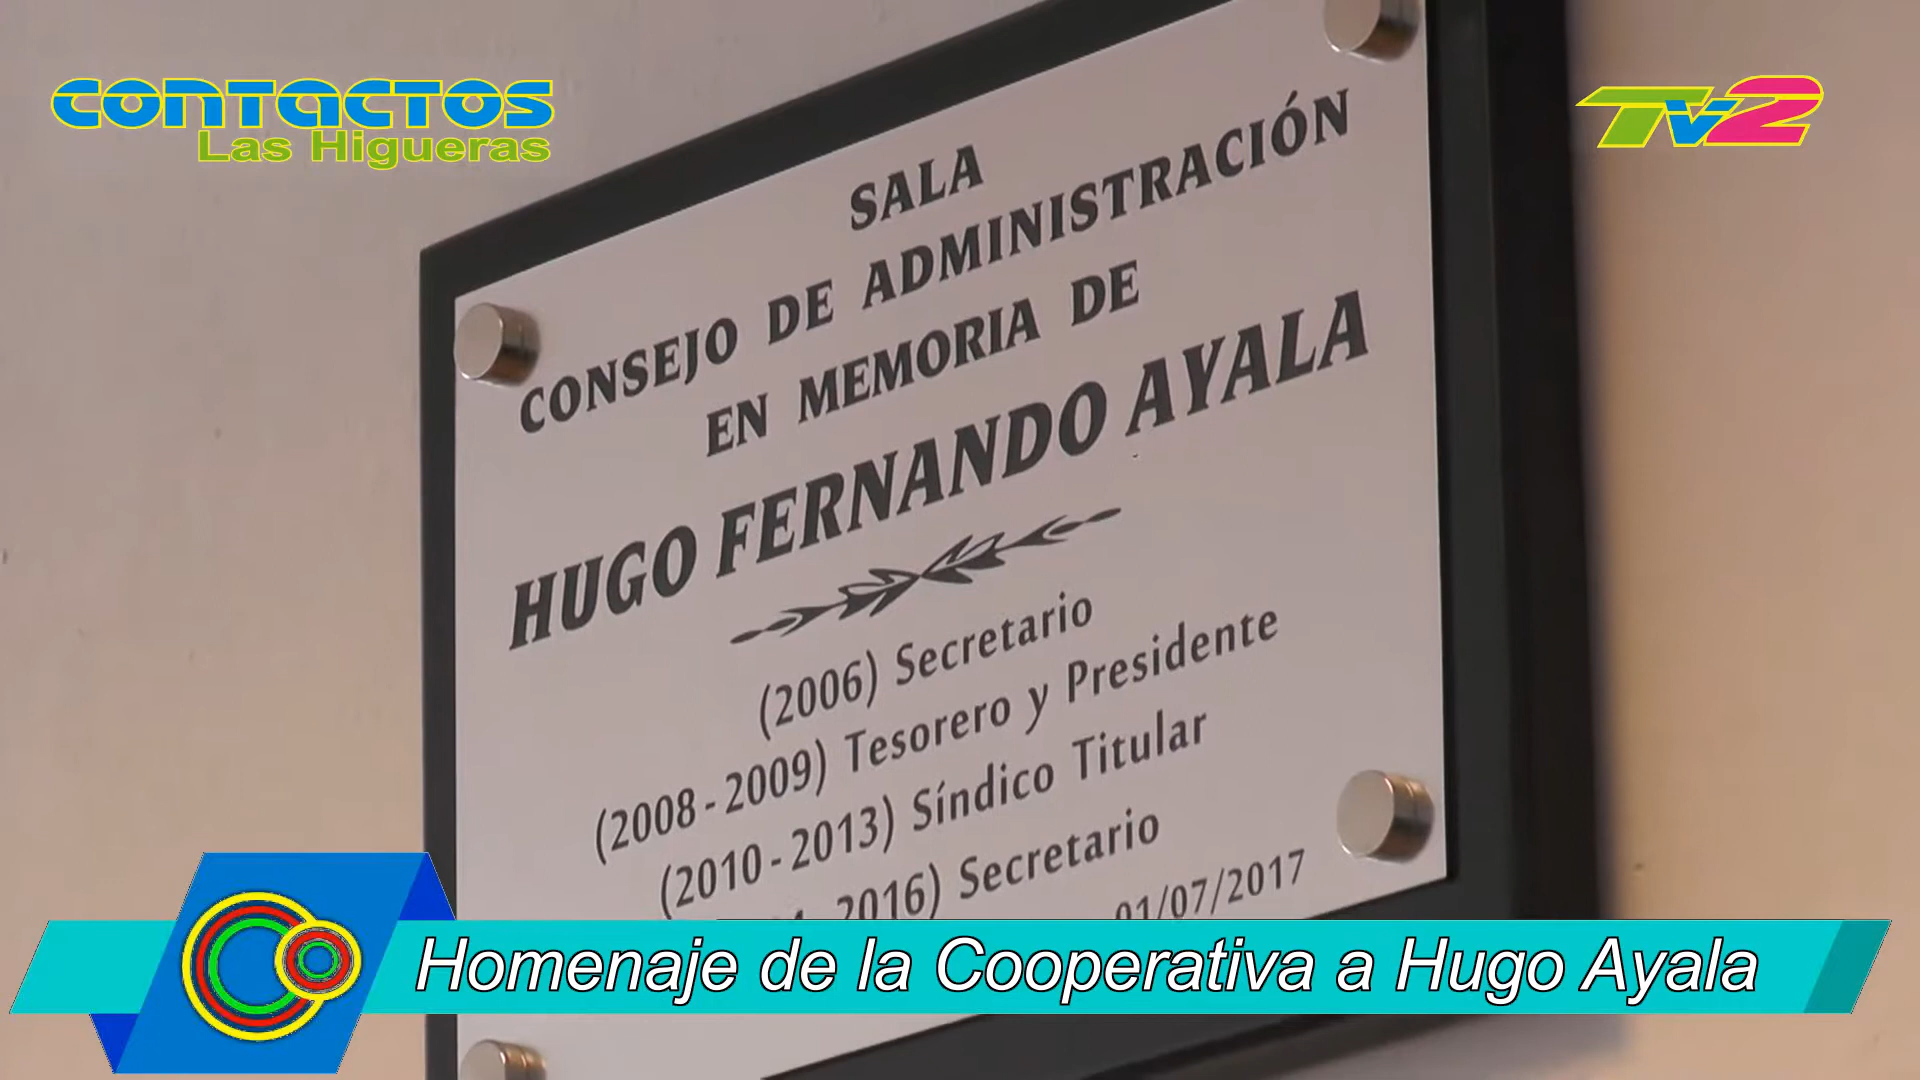 CONTACTOS
Las Higueras
TV2
SALA
CONSEJO DE ADMINISTRACIÓN
EN MEMORIA DE
HUGO FERNANDO AYALA
(2006) Secretario
(2008 - 2009) Tesorero y Presidente
(2010 - 2013) Síndico Titular
2016) Secretario
01/07/2017
Homenaje de la Cooperativa a Hugo Ayala